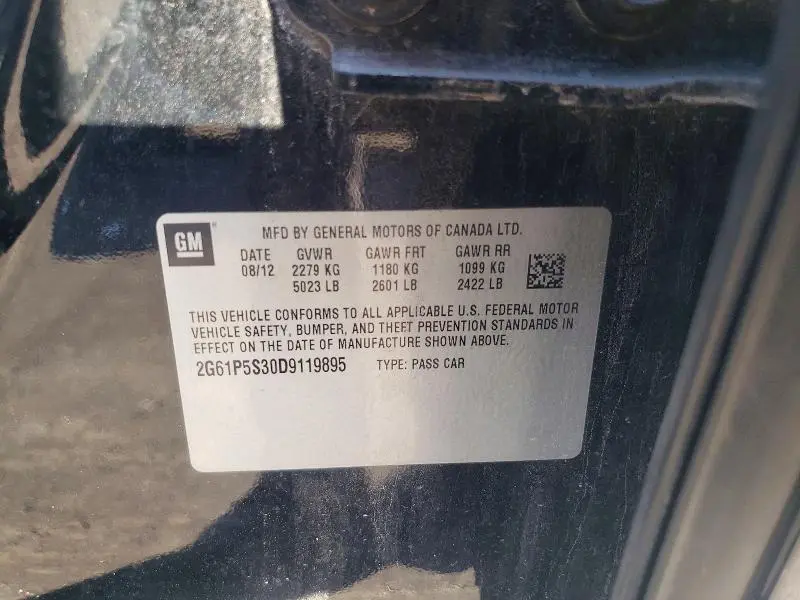 GM
MFD BY GENERAL MOTORS OF CANADA LTD.
DATE GVWR GAWR FRT GAWR RR
08/12 2279 KG 1180 KG 1099 KG
5023 LB 2601 LB 2422 LB
THIS VEHICLE CONFORMS TO ALL APPLICABLE U.S. FEDERAL MOTOR
VEHICLE SAFETY, BUMPER, AND THEFT PREVENTION STANDARDS IN
EFFECT ON THE DATE OF MANUFACTURE SHOWN ABOVE.
2G61P5S30D9119895 TYPE: PASS CAR